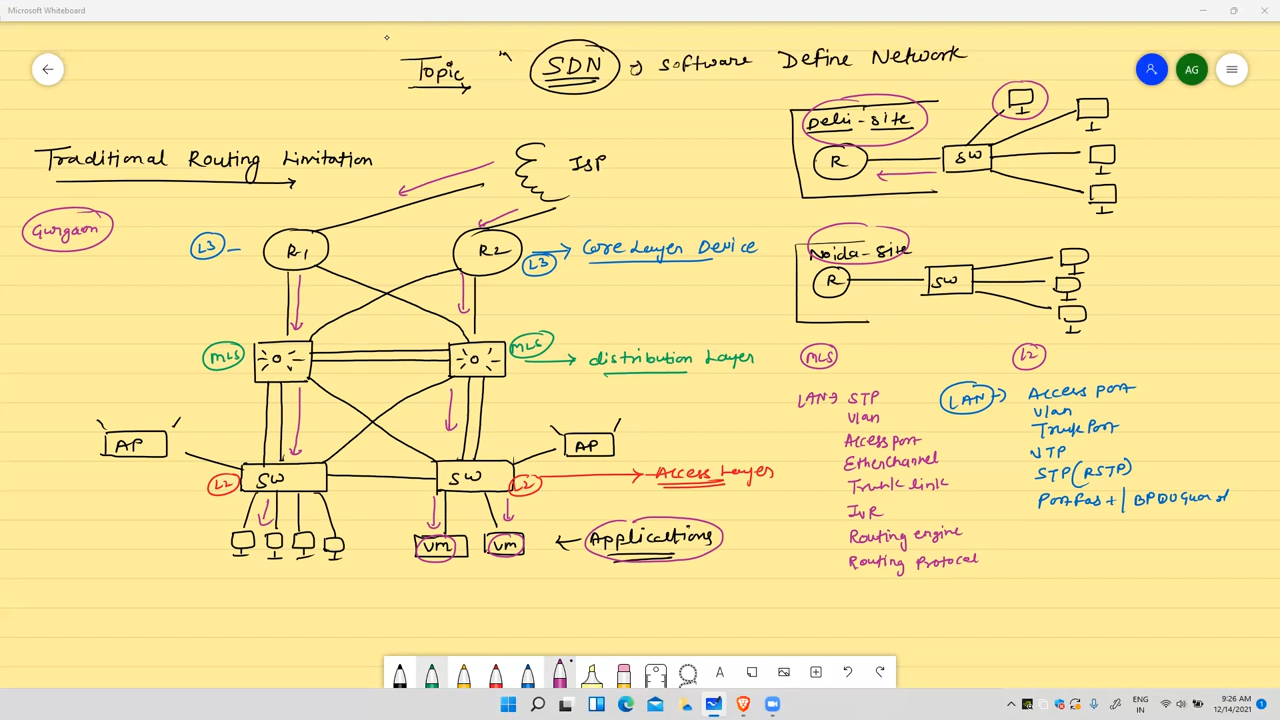 Microsoft Whiteboard
Topic SDN Software Define Network
AG
Traditional Routing Limitation
ISP
Gurgaon
L3
R1
R2
L3
Core Layer Device
MLS
MLS
distribution Layer
AP
AP
L2
SW
SW
L2
Access Layer
vm
vm
Applications
Delhi-Site
R
SW
Noida-Site
R
SW
MLS
LAN → STP
Vlan
Access port
EtherChannel
Trunk link
IVR
Routing engine
Routing Protocal
L2
LAN → Access port
Vlan
Trunk Port
VTP
STP (RSTP)
Portfast | BPDU Guard
A
ENG
IN
9:26 AM
12/14/2021